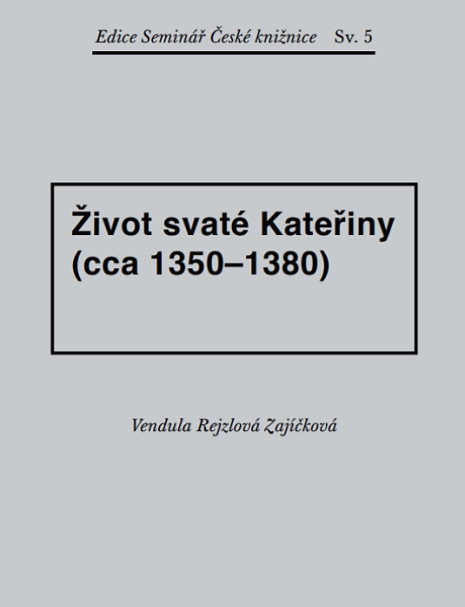 Edice Seminář České knižnice Sv. 5
Život svaté Kateřiny
(cca 1350–1380)
Vendula Rejzlová Zajíčková